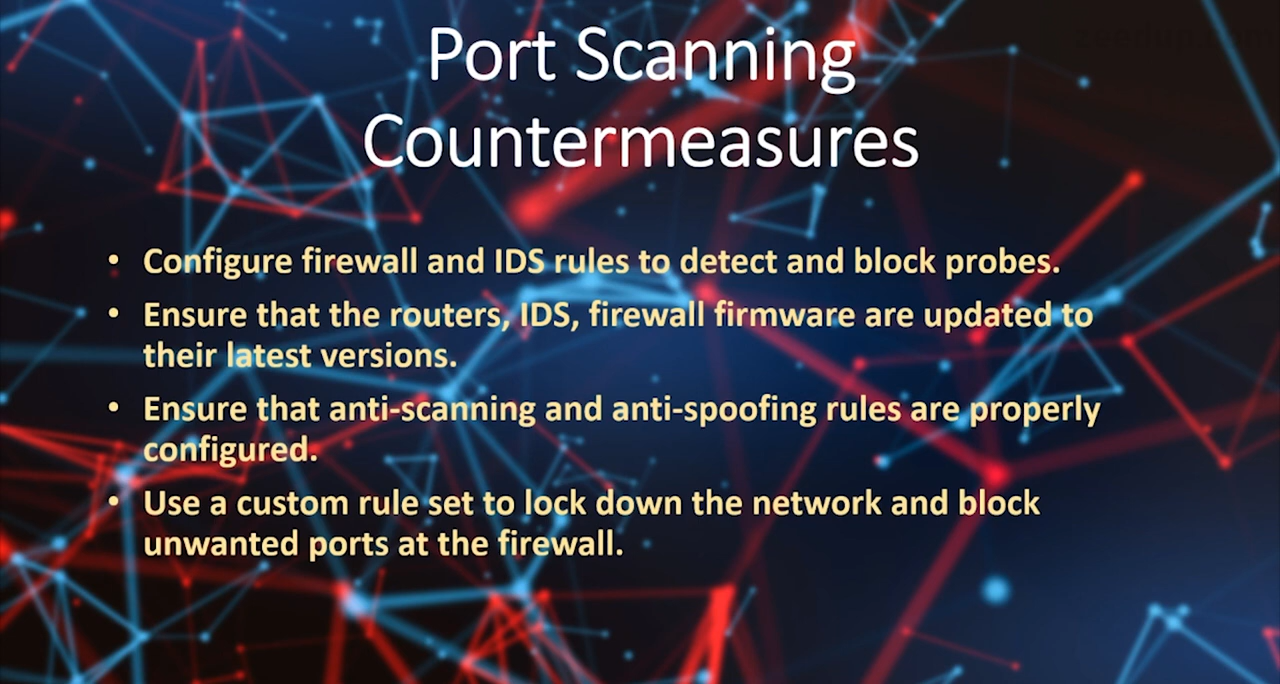 Port Scanning
Countermeasures
• Configure firewall and IDS rules to detect and block probes.
• Ensure that the routers, IDS, firewall firmware are updated to
their latest versions.
• Ensure that anti-scanning and anti-spoofing rules are properly
configured.
• Use a custom rule set to lock down the network and block
unwanted ports at the firewall.